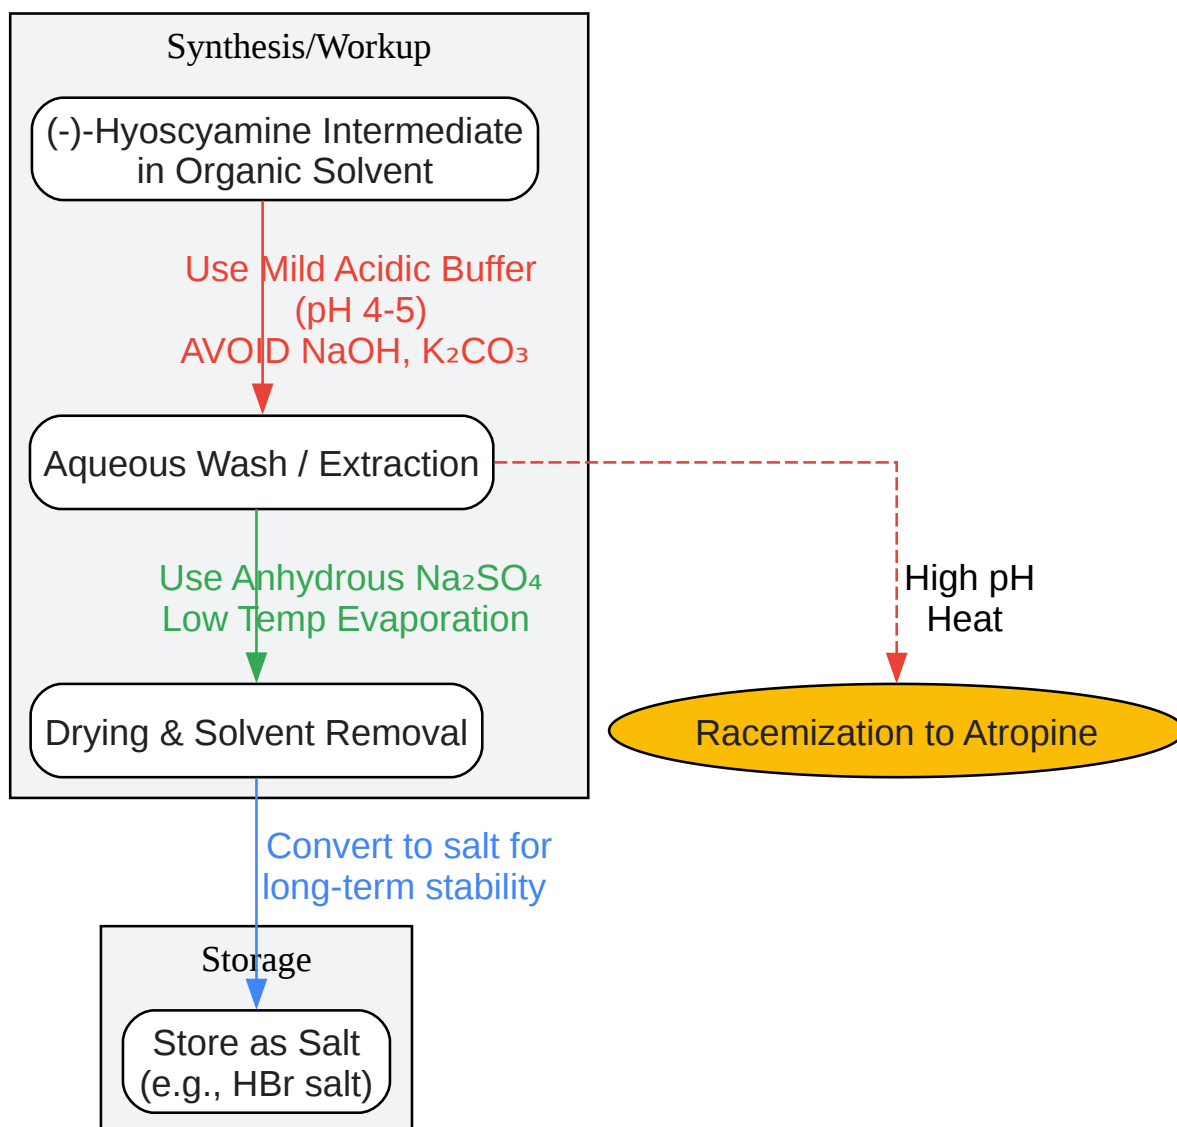 Synthesis/Workup
(-)-Hyoscyamine Intermediate
in Organic Solvent
Use Mild Acidic Buffer
(pH 4-5)
AVOID NaOH, K₂CO₃
Aqueous Wash / Extraction
Use Anhydrous Na₂SO₄
Low Temp Evaporation
High pH
Heat
Drying & Solvent Removal
Racemization to Atropine
Convert to salt for
long-term stability
Storage
Store as Salt
(e.g., HBr salt)